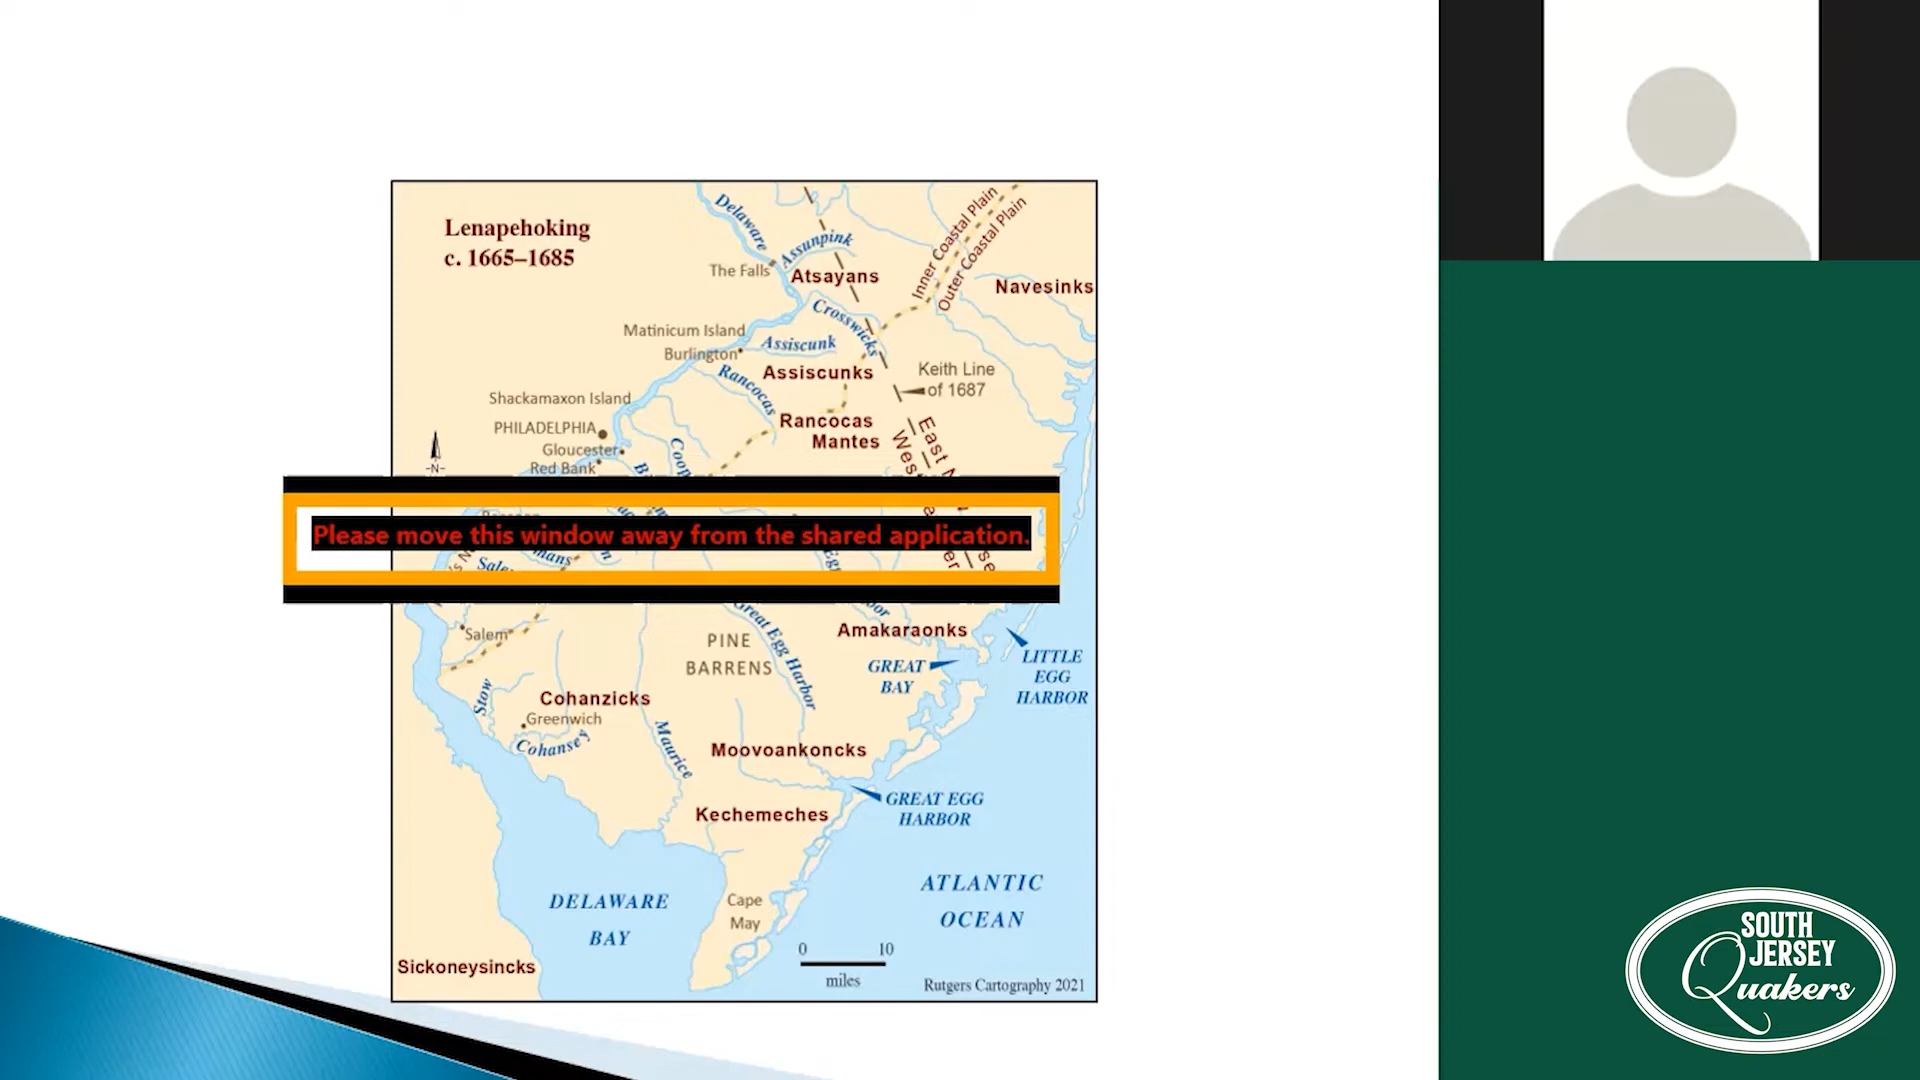 Lenapehoking
c. 1665–1685
Delaware
Assunpink
Inner Coastal Plain
Outer Coastal Plain
The Falls
Atsayans
Navesinks
Crosswicks
Matinicum Island
Assiscunk
Burlington
Rancocas
Assiscunks
Keith Line
of 1687
Shackamaxon Island
Rancocas
Mantes
PHILADELPHIA
Gloucester
Red Bank
East
N
Please move this window away from the shared application.
Salem
Great Egg Harbor
PINE
BARRENS
Amakaraonks
GREAT
BAY
LITTLE
EGG
HARBOR
Stow
Cohanzicks
Greenwich
Cohansey
Maurice
Moovoankoncks
GREAT EGG
HARBOR
Kechemeches
ATLANTIC
OCEAN
DELAWARE
BAY
Cape
May
0 10
miles
Sickoneysincks
Rutgers Cartography 2021
SOUTH
JERSEY
Quakers